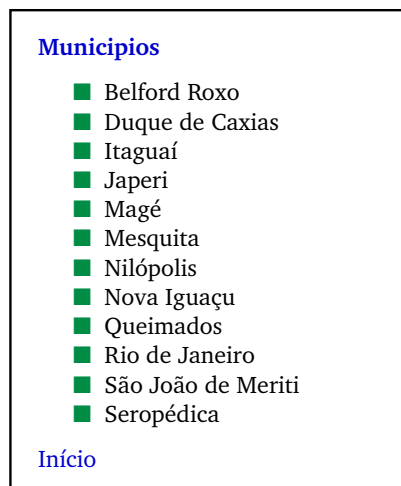 Municipios
Belford Roxo
Duque de Caxias
Itaguaí
Japeri
Magé
Mesquita
Nilópolis
Nova Iguaçu
Queimados
Rio de Janeiro
São João de Meriti
Seropédica
Início